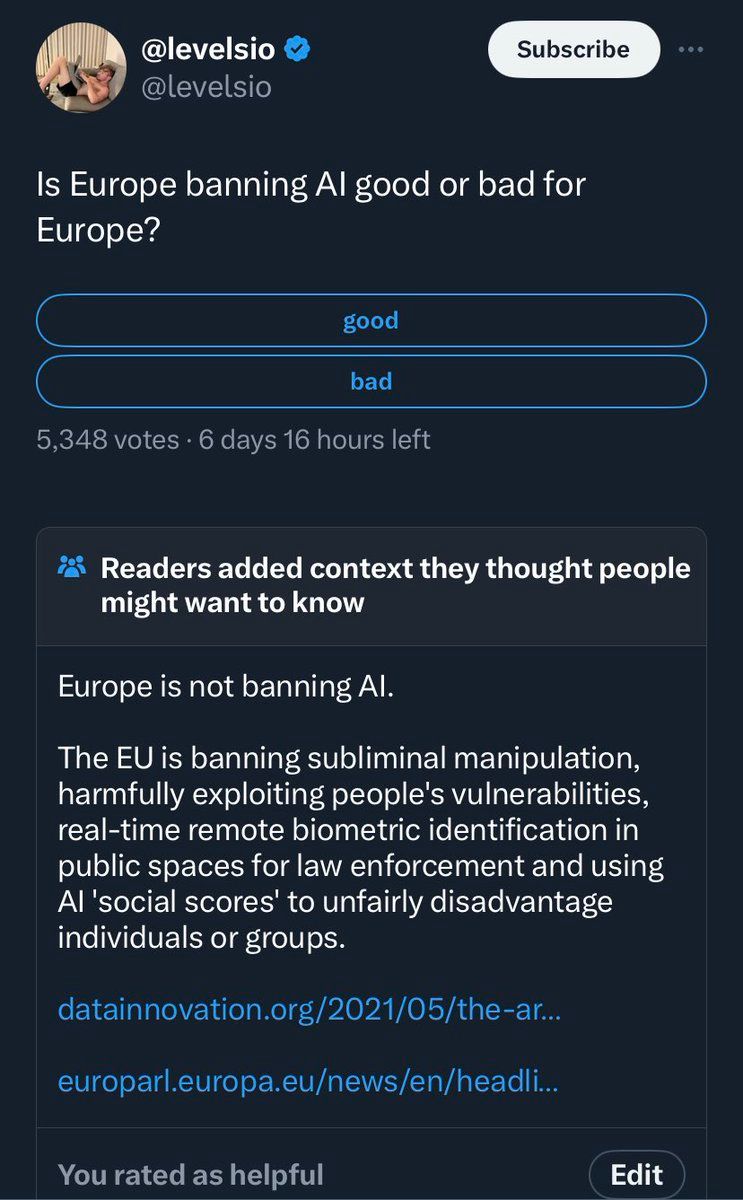 @levelsio
@levelsio
Subscribe
Is Europe banning AI good or bad for
Europe?
good
bad
5,348 votes · 6 days 16 hours left
Readers added context they thought people
might want to know
Europe is not banning AI.
The EU is banning subliminal manipulation,
harmfully exploiting people's vulnerabilities,
real-time remote biometric identification in
public spaces for law enforcement and using
AI 'social scores' to unfairly disadvantage
individuals or groups.
datainnovation.org/2021/05/the-ar...
europarl.europa.eu/news/en/headli...
You rated as helpful
Edit